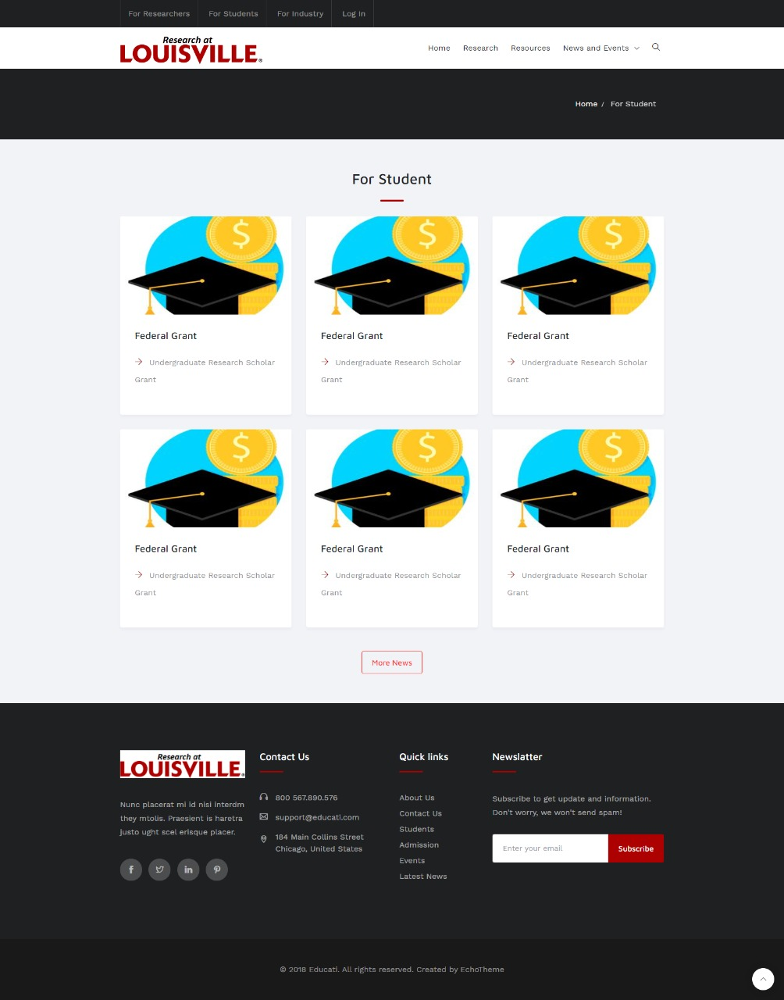 For Researchers
For Students
For Industry
Log In
Research at
LOUISVILLE®
Home
Research
Resources
News and Events
Home / For Student
For Student
$
$
$
Federal Grant
Undergraduate Research Scholar
Grant
Federal Grant
Undergraduate Research Scholar
Grant
Federal Grant
Undergraduate Research Scholar
Grant
$
$
$
Federal Grant
Undergraduate Research Scholar
Grant
Federal Grant
Undergraduate Research Scholar
Grant
Federal Grant
Undergraduate Research Scholar
Grant
More News
Research at
LOUISVILLE®
Nunc placerat mi id nisi interdm
they mtolis. Praesient is haretra
justo ught scel erisque placer.
Contact Us
800 567.890.576
support@educati.com
184 Main Collins Street
Chicago, United States
Quick links
About Us
Contact Us
Students
Admission
Events
Latest News
Newslatter
Subscribe to get update and information.
Don't worry, we won't send spam!
Enter your email
Subscribe
© 2018 Educati. All rights reserved. Created by EchoTheme